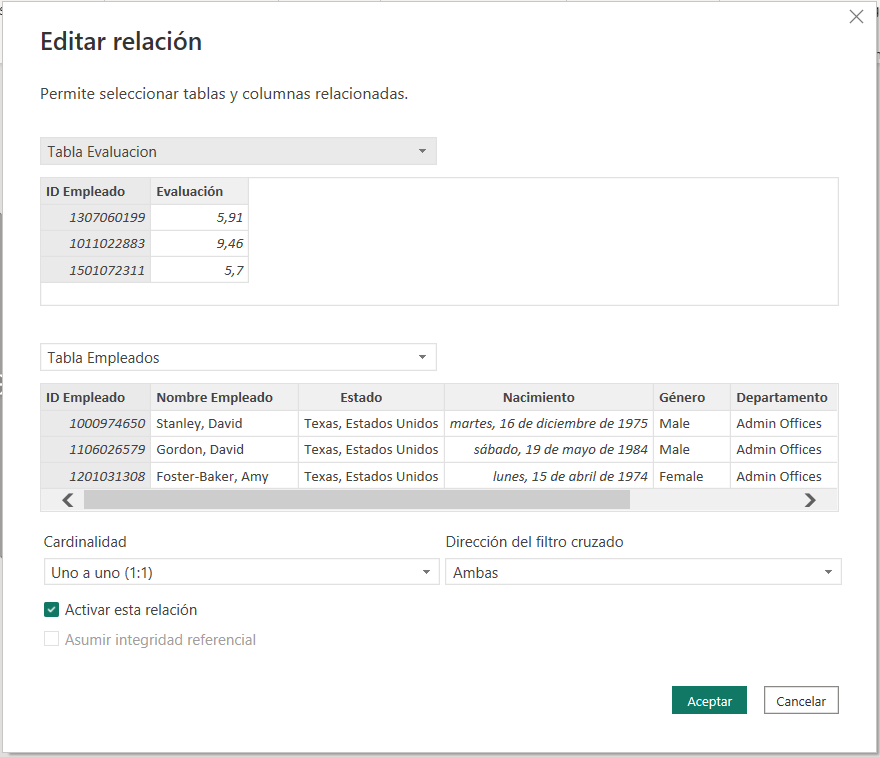 Editar relación
Permite seleccionar tablas y columnas relacionadas.
Tabla Evaluacion
ID Empleado Evaluación
1307060199 5,91
1011022883 9,46
1501072311 5,7
Tabla Empleados
ID Empleado Nombre Empleado Estado Nacimiento Género Departamento
1000974650 Stanley, David Texas, Estados Unidos martes, 16 de diciembre de 1975 Male Admin Offices
1106026579 Gordon, David Texas, Estados Unidos sábado, 19 de mayo de 1984 Male Admin Offices
1201031308 Foster-Baker, Amy Texas, Estados Unidos lunes, 15 de abril de 1974 Female Admin Offices
Cardinalidad Dirección del filtro cruzado
Uno a uno (1:1) Ambas
Activar esta relación
Asumir integridad referencial
Aceptar Cancelar